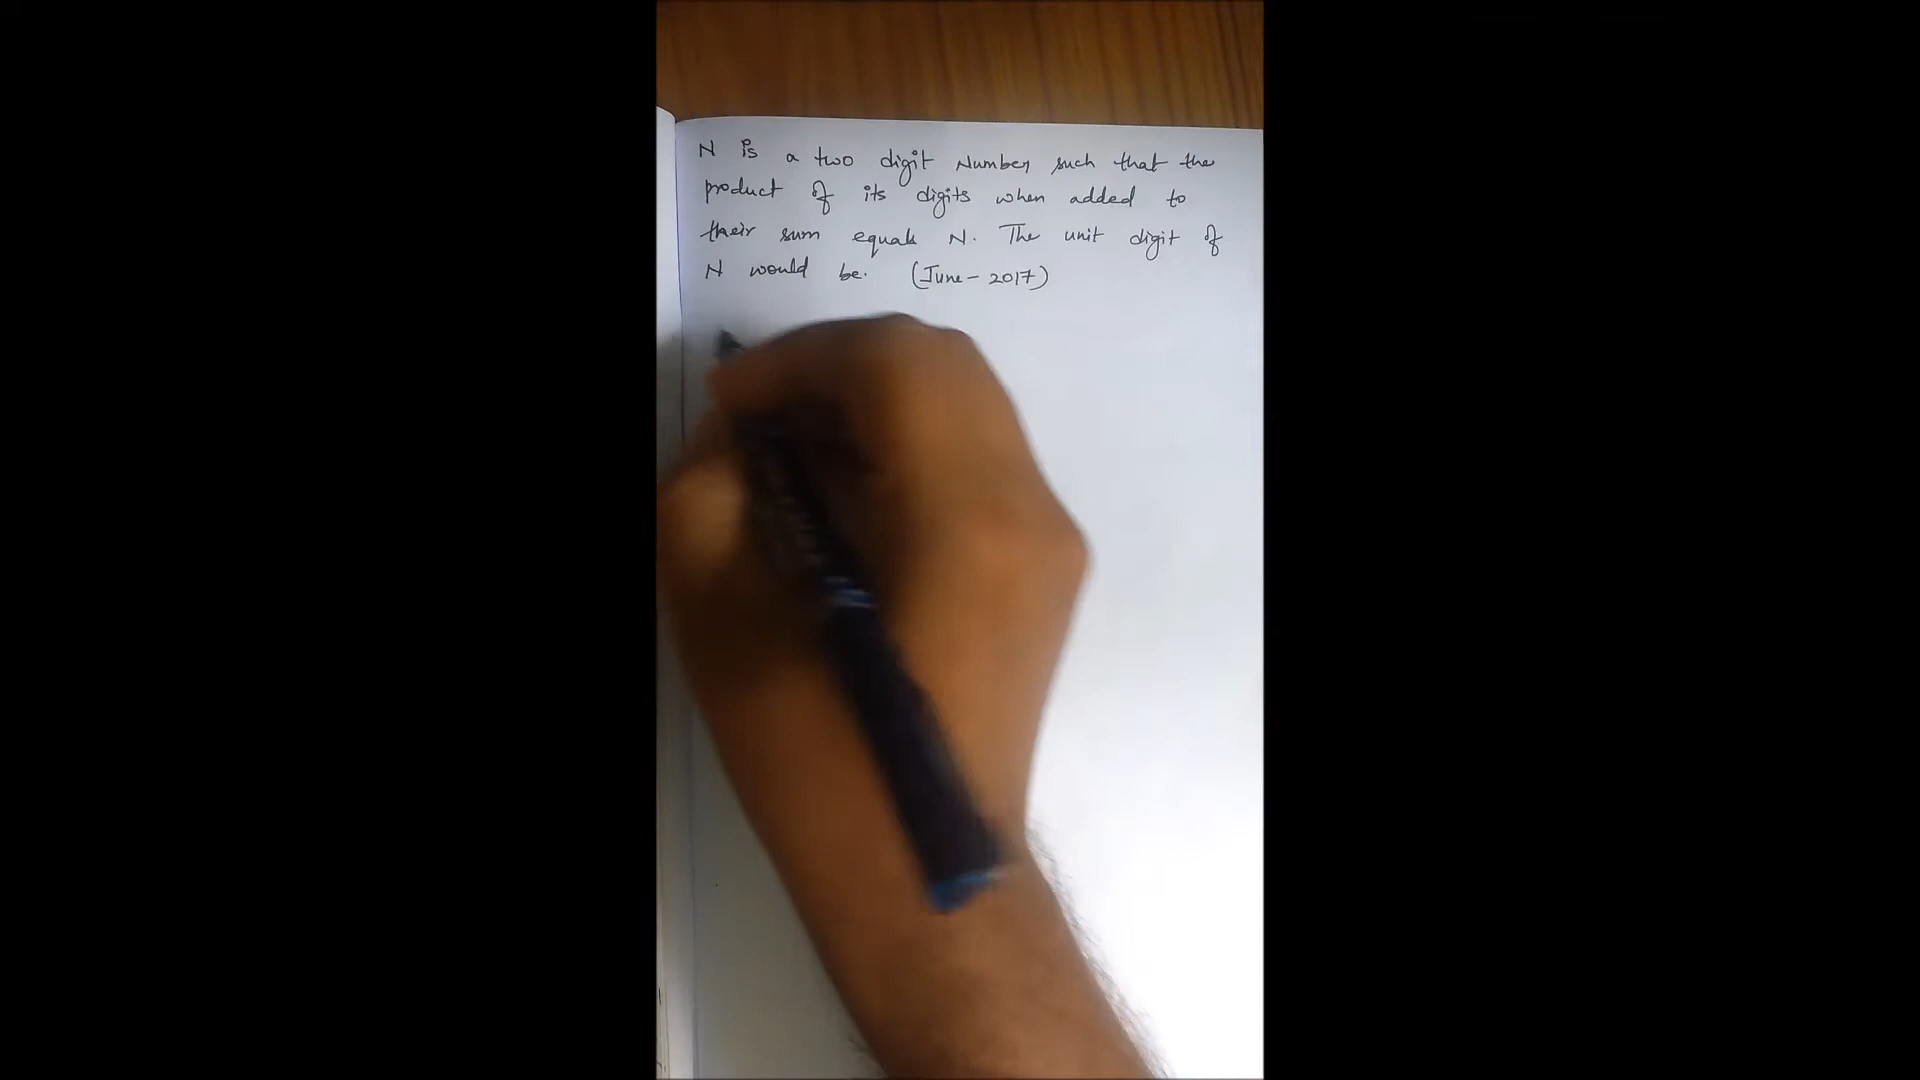 N is a two digit Number, such that the
product of its digits when added to
their sum equals N. The unit digit of
N would be. (June - 2017)